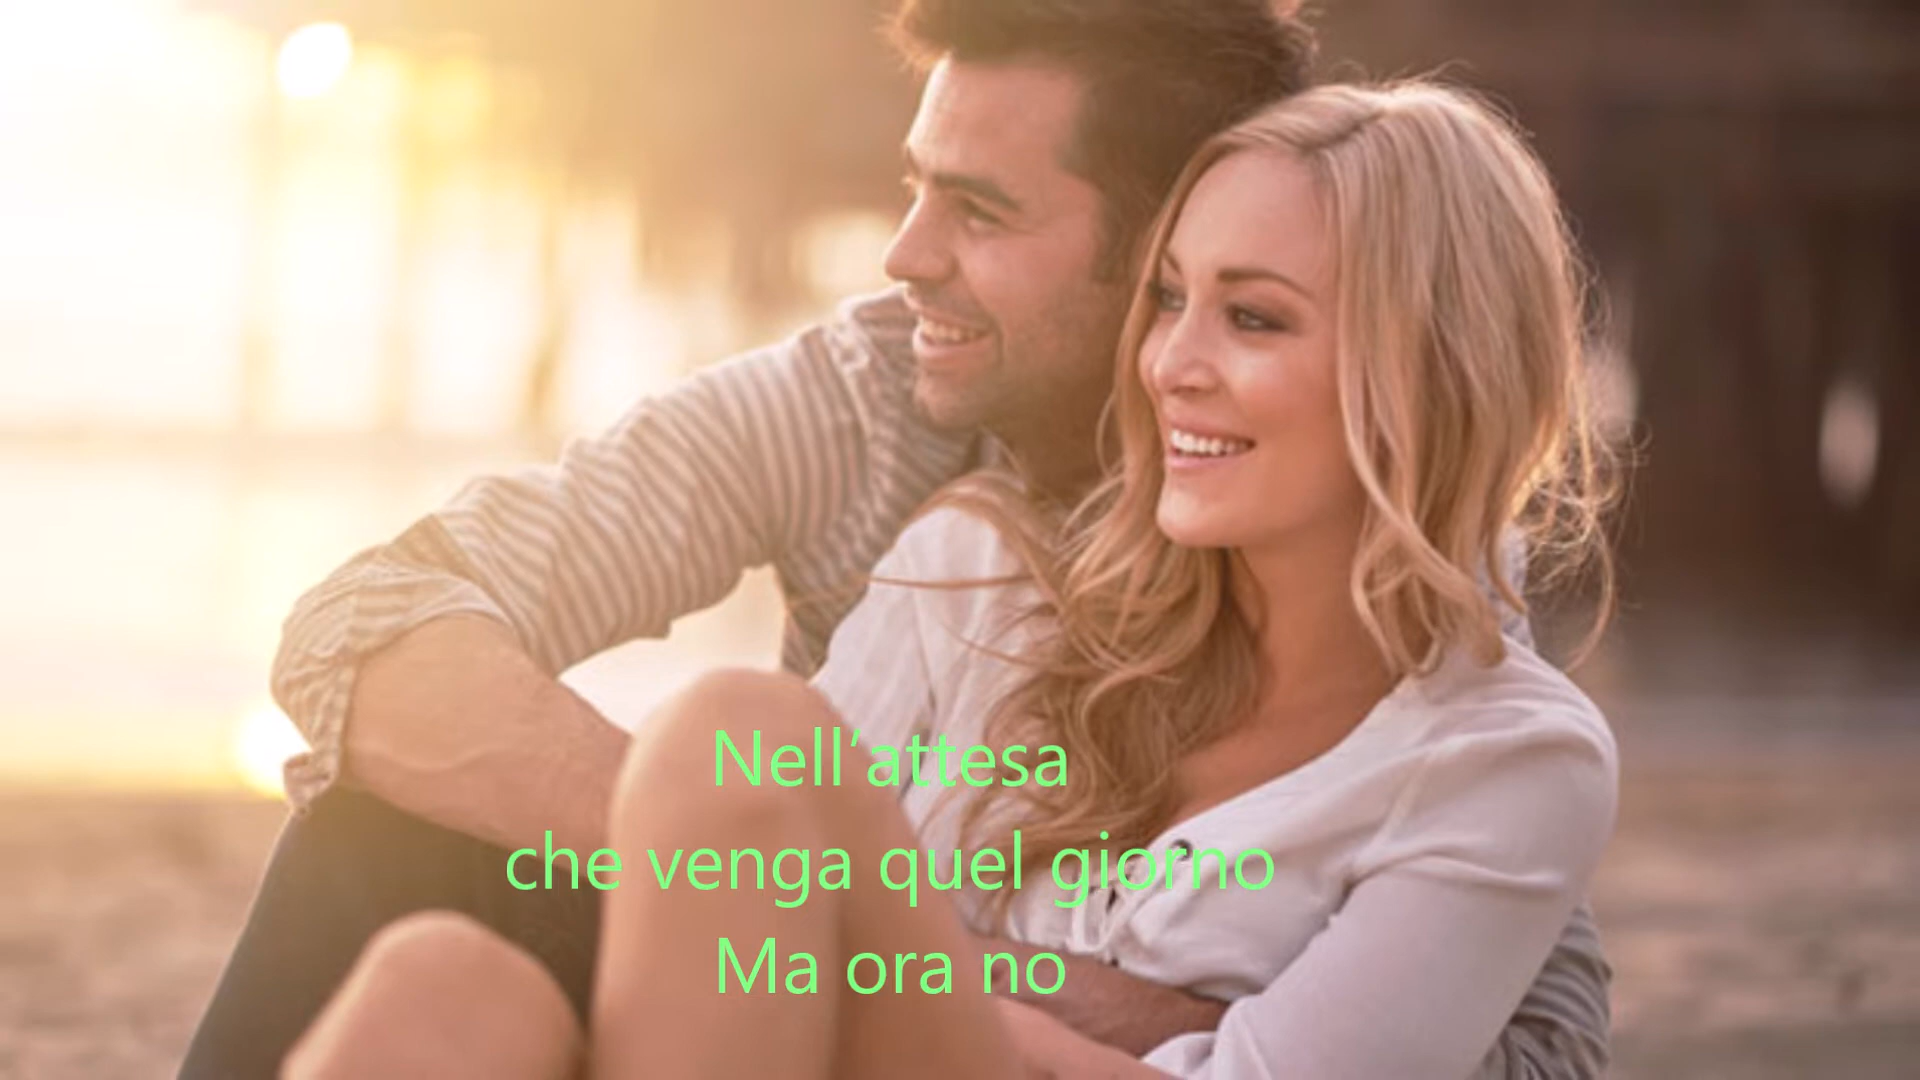 Nell’attesa
che venga quel giorno
Ma ora no